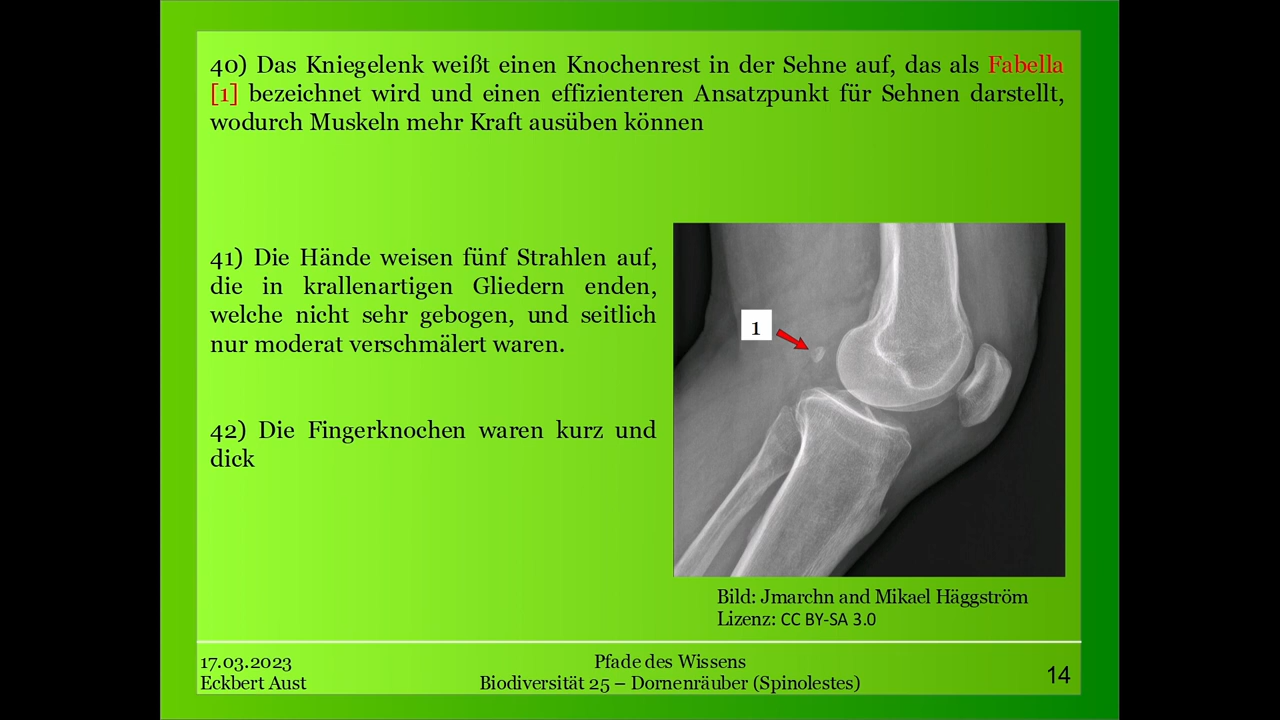 40) Das Kniegelenk weißt einen Knochenrest in der Sehne auf, das als Fabella
[1] bezeichnet wird und einen effizienteren Ansatzpunkt für Sehnen darstellt,
wodurch Muskeln mehr Kraft ausüben können
41) Die Hände weisen fünf Strahlen auf,
die in krallenartigen Gliedern enden,
welche nicht sehr gebogen, und seitlich
nur moderat verschmälert waren.
42) Die Fingerknochen waren kurz und
dick
1
Bild: Jmarchn and Mikael Häggström
Lizenz: CC BY-SA 3.0
17.03.2023
Eckbert Aust
Pfade des Wissens
Biodiversität 25 – Dornenräuber (Spinolestes)
14